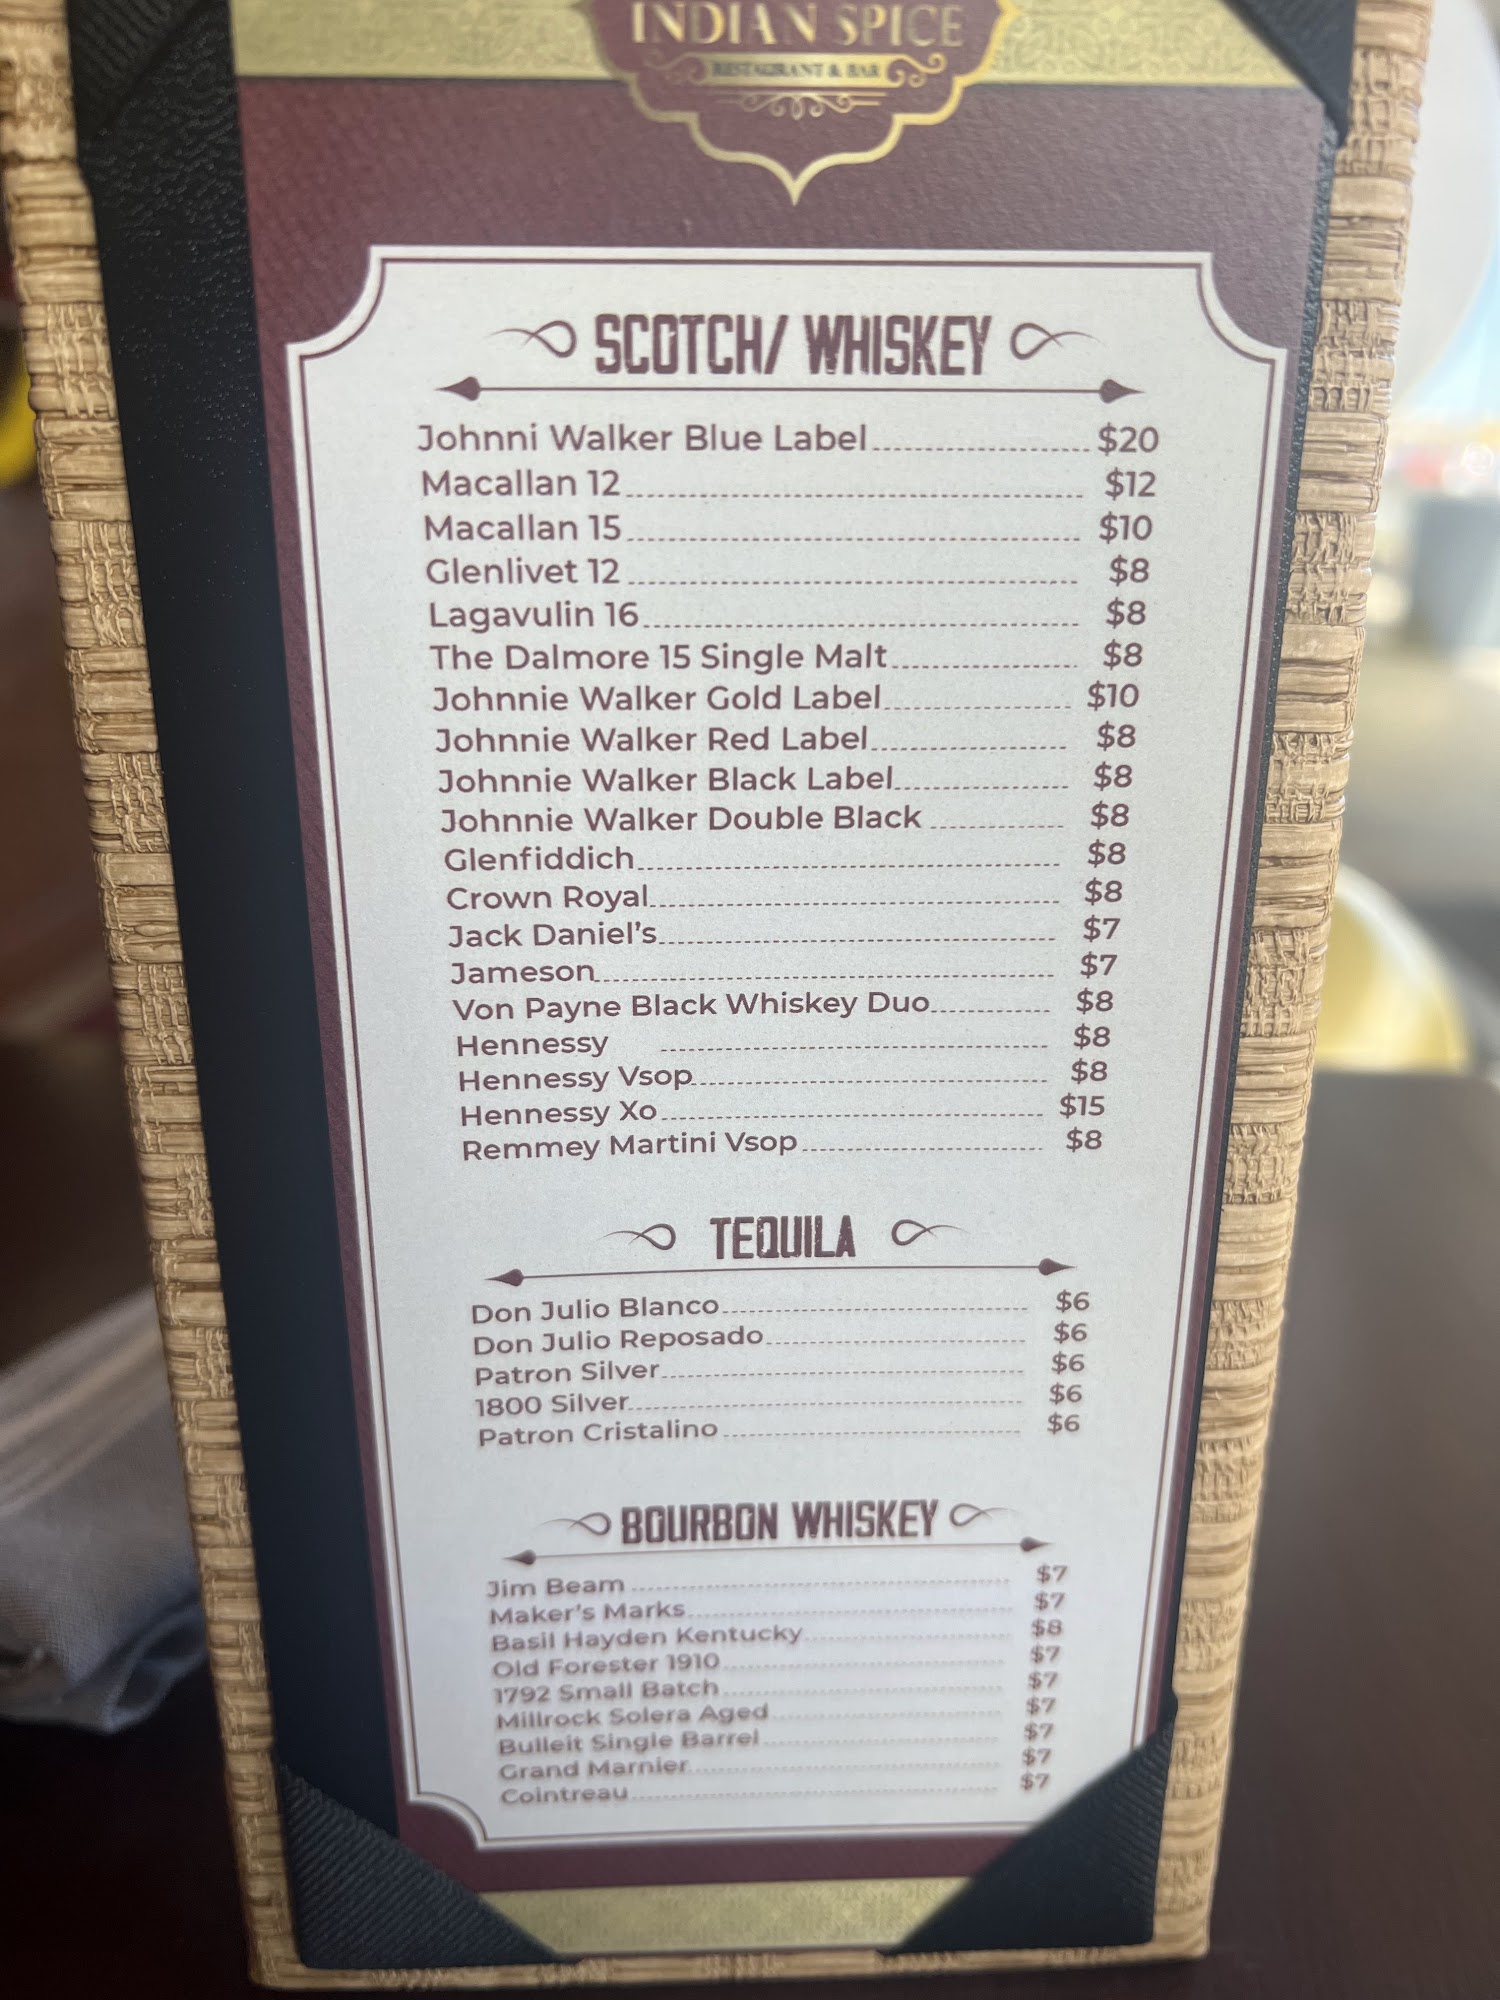 INDIAN SPICE
RESTAURANT & BAR
SCOTCH/ WHISKEY
Johnni Walker Blue Label $20
Macallan 12 $12
Macallan 15 $10
Glenlivet 12 $8
Lagavulin 16 $8
The Dalmore 15 Single Malt $8
Johnnie Walker Gold Label $10
Johnnie Walker Red Label $8
Johnnie Walker Black Label $8
Johnnie Walker Double Black $8
Glenfiddich $8
Crown Royal $8
Jack Daniel's $7
Jameson $7
Von Payne Black Whiskey Duo $8
Hennessy $8
Hennessy Vsop $8
Hennessy Xo $15
Remmey Martini Vsop $8
TEQUILA
Don Julio Blanco $6
Don Julio Reposado $6
Patron Silver $6
1800 Silver $6
Patron Cristalino $6
BOURBON WHISKEY
Jim Beam $7
Maker's Marks $7
Basil Hayden Kentucky $8
Old Forester 1910 $7
1792 Small Batch $7
Millrock Solera Aged $7
Bulleit Single Barrel $7
Grand Marnier $7
Cointreau $7